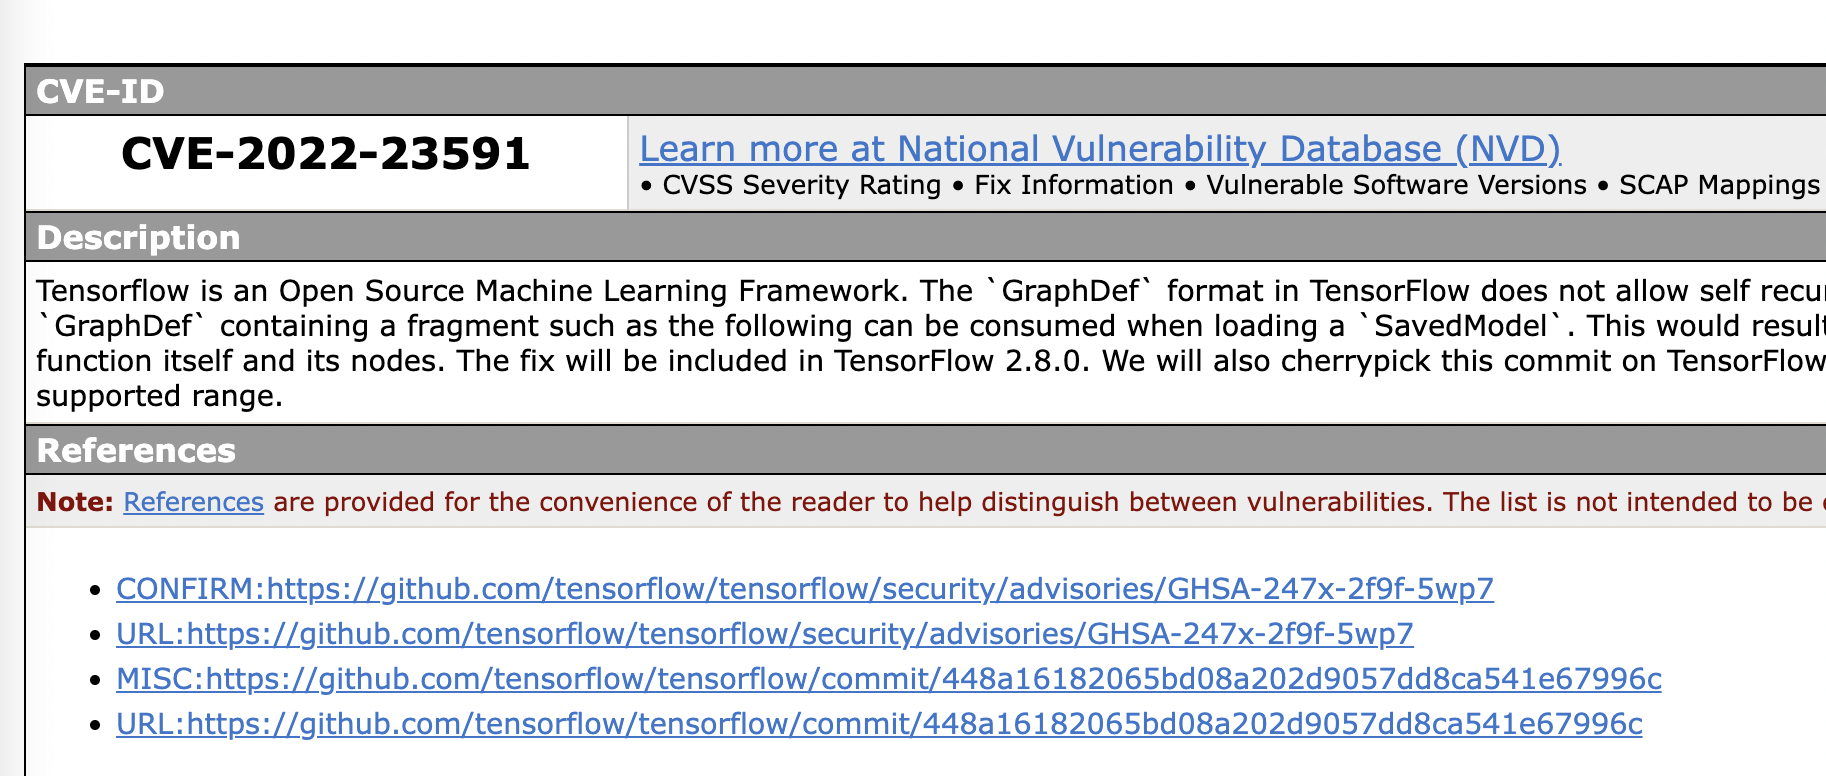 CVE-ID
CVE-2022-23591
Learn more at National Vulnerability Database (NVD)
• CVSS Severity Rating • Fix Information • Vulnerable Software Versions • SCAP Mappings
Description
Tensorflow is an Open Source Machine Learning Framework. The `GraphDef` format in TensorFlow does not allow self
`GraphDef` containing a fragment such as the following can be consumed when loading a `SavedModel`. This would result
function itself and its nodes. The fix will be included in TensorFlow 2.8.0. We will also cherrypick this commit on TensorFlow
supported range.
References
Note: References are provided for the convenience of the reader to help distinguish between vulnerabilities. The list is not intended to be
• CONFIRM:https://github.com/tensorflow/tensorflow/security/advisories/GHSA-247x-2f9f-5wp7
• URL:https://github.com/tensorflow/tensorflow/security/advisories/GHSA-247x-2f9f-5wp7
• MISC:https://github.com/tensorflow/tensorflow/commit/448a16182065bd08a202d9057dd8ca541e67996c
• URL:https://github.com/tensorflow/tensorflow/commit/448a16182065bd08a202d9057dd8ca541e67996c